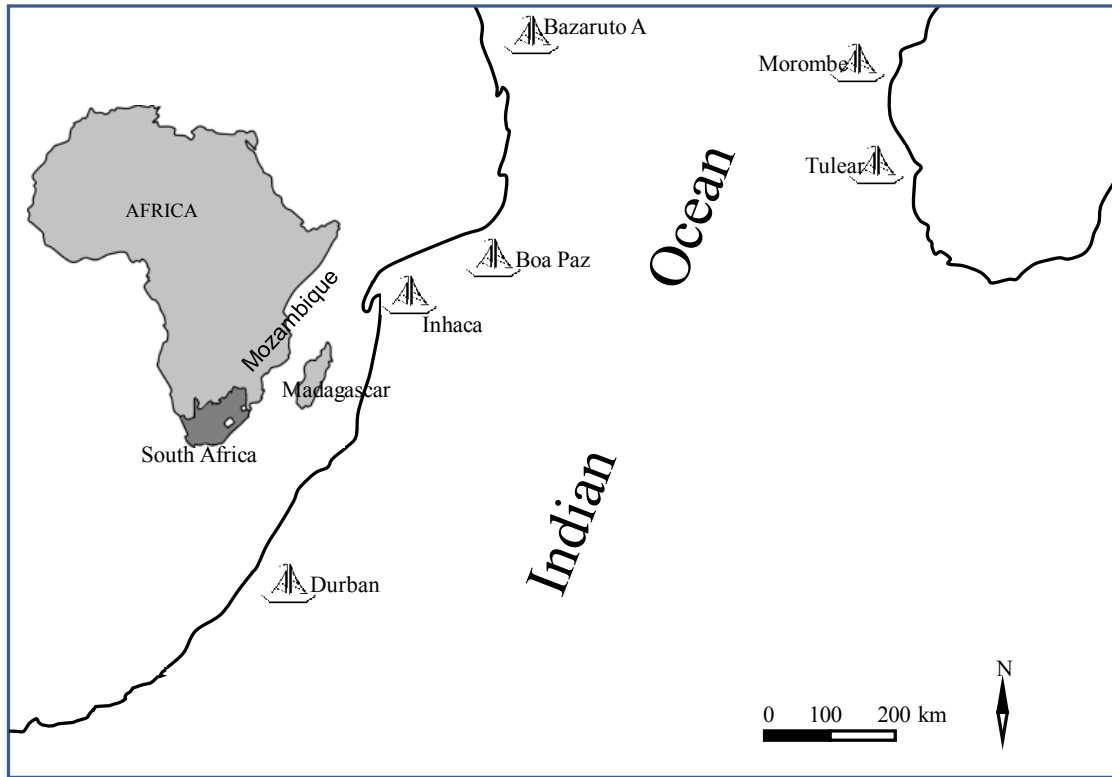 Bazaruto A
Morombe
Tulear
AFRICA
Ocean
Boa Paz
Mozambique
Inhaca
Madagascar
South Africa
Indian
Durban
N
0 100 200 km